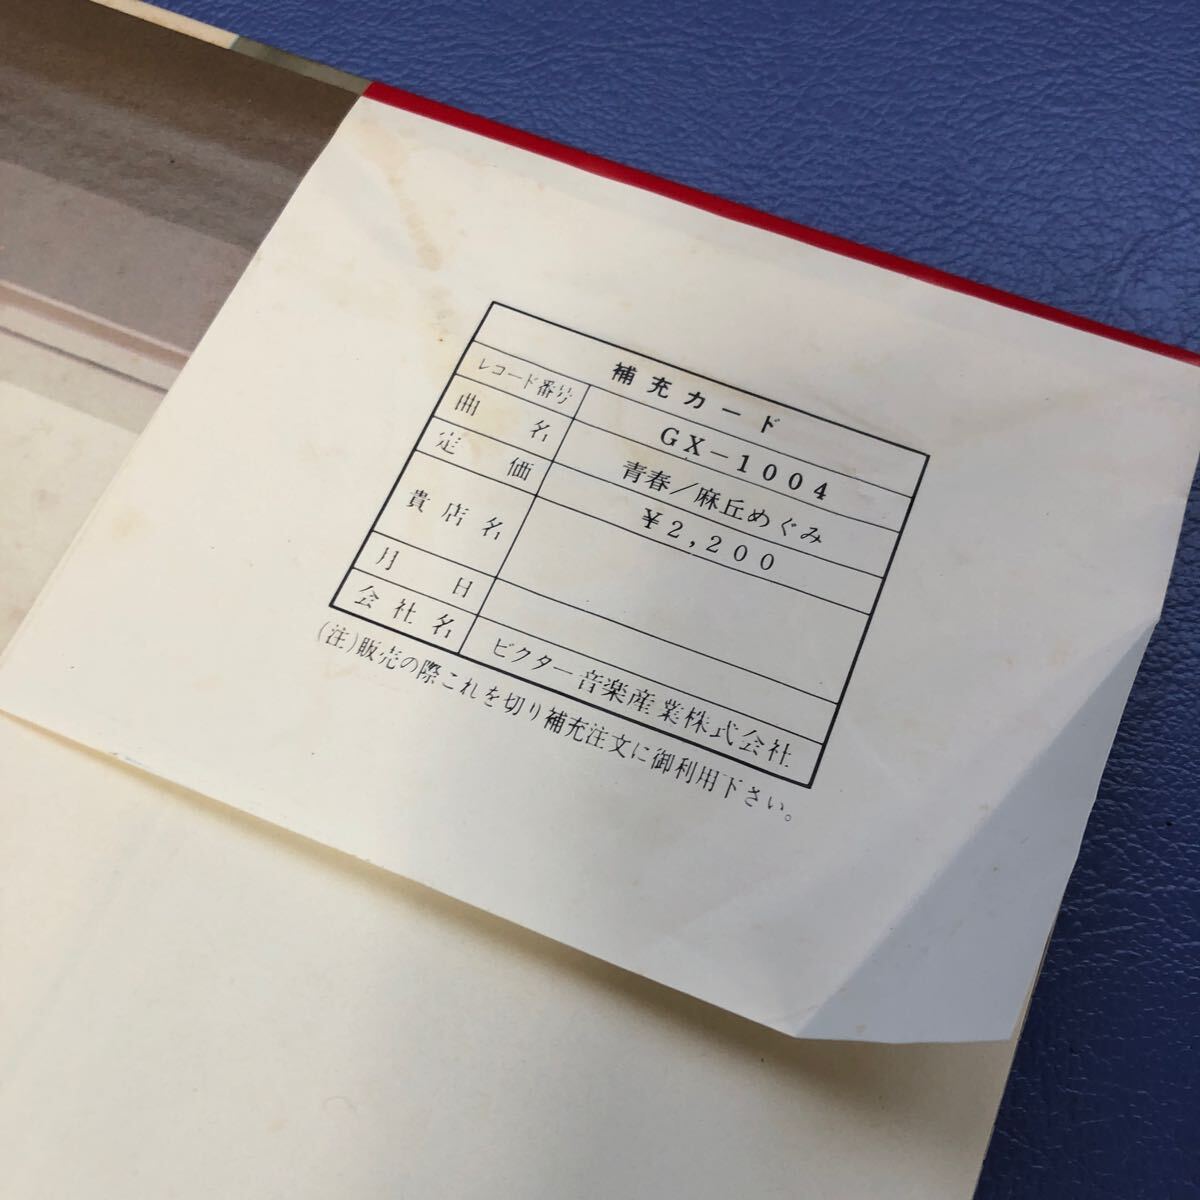 補充カード
レコード番号 GX-1004
曲名 青春/麻丘めぐみ
定価 ¥2,200
貴店名
月日
会社名 ビクター音楽産業株式会社
(注)販売の際これを切り補充注文に御利用下さい。